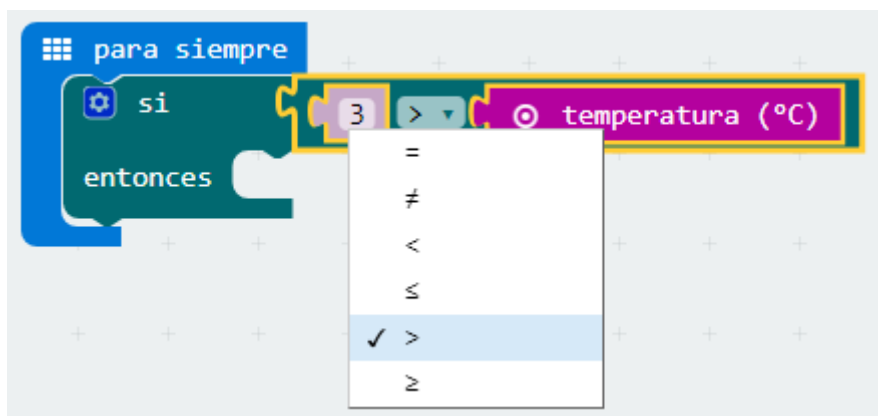 para siempre
si 3 > temperatura (°C)
entonces
=
≠
<
≤
✓ >
≥